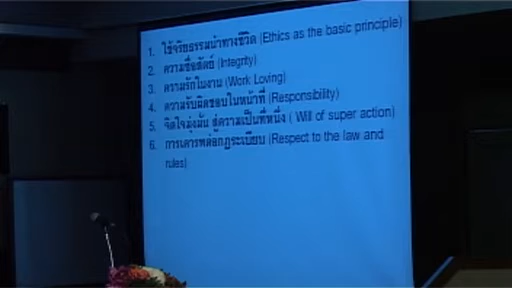 1. ใช้จริยธรรมนำทางชีวิต (Ethics as the basic principle)
2. ความซื่อสัตย์ (Integrity)
3. ความรักในงาน (Work Loving)
4. ความรับผิดชอบในหน้าที่ (Responsibility)
5. จิตใจมุ่งมั่น สู่ความเป็นที่หนึ่ง ( Will of super action)
6. การเคารพต่อกฎระเบียบ (Respect to the law and
rules)